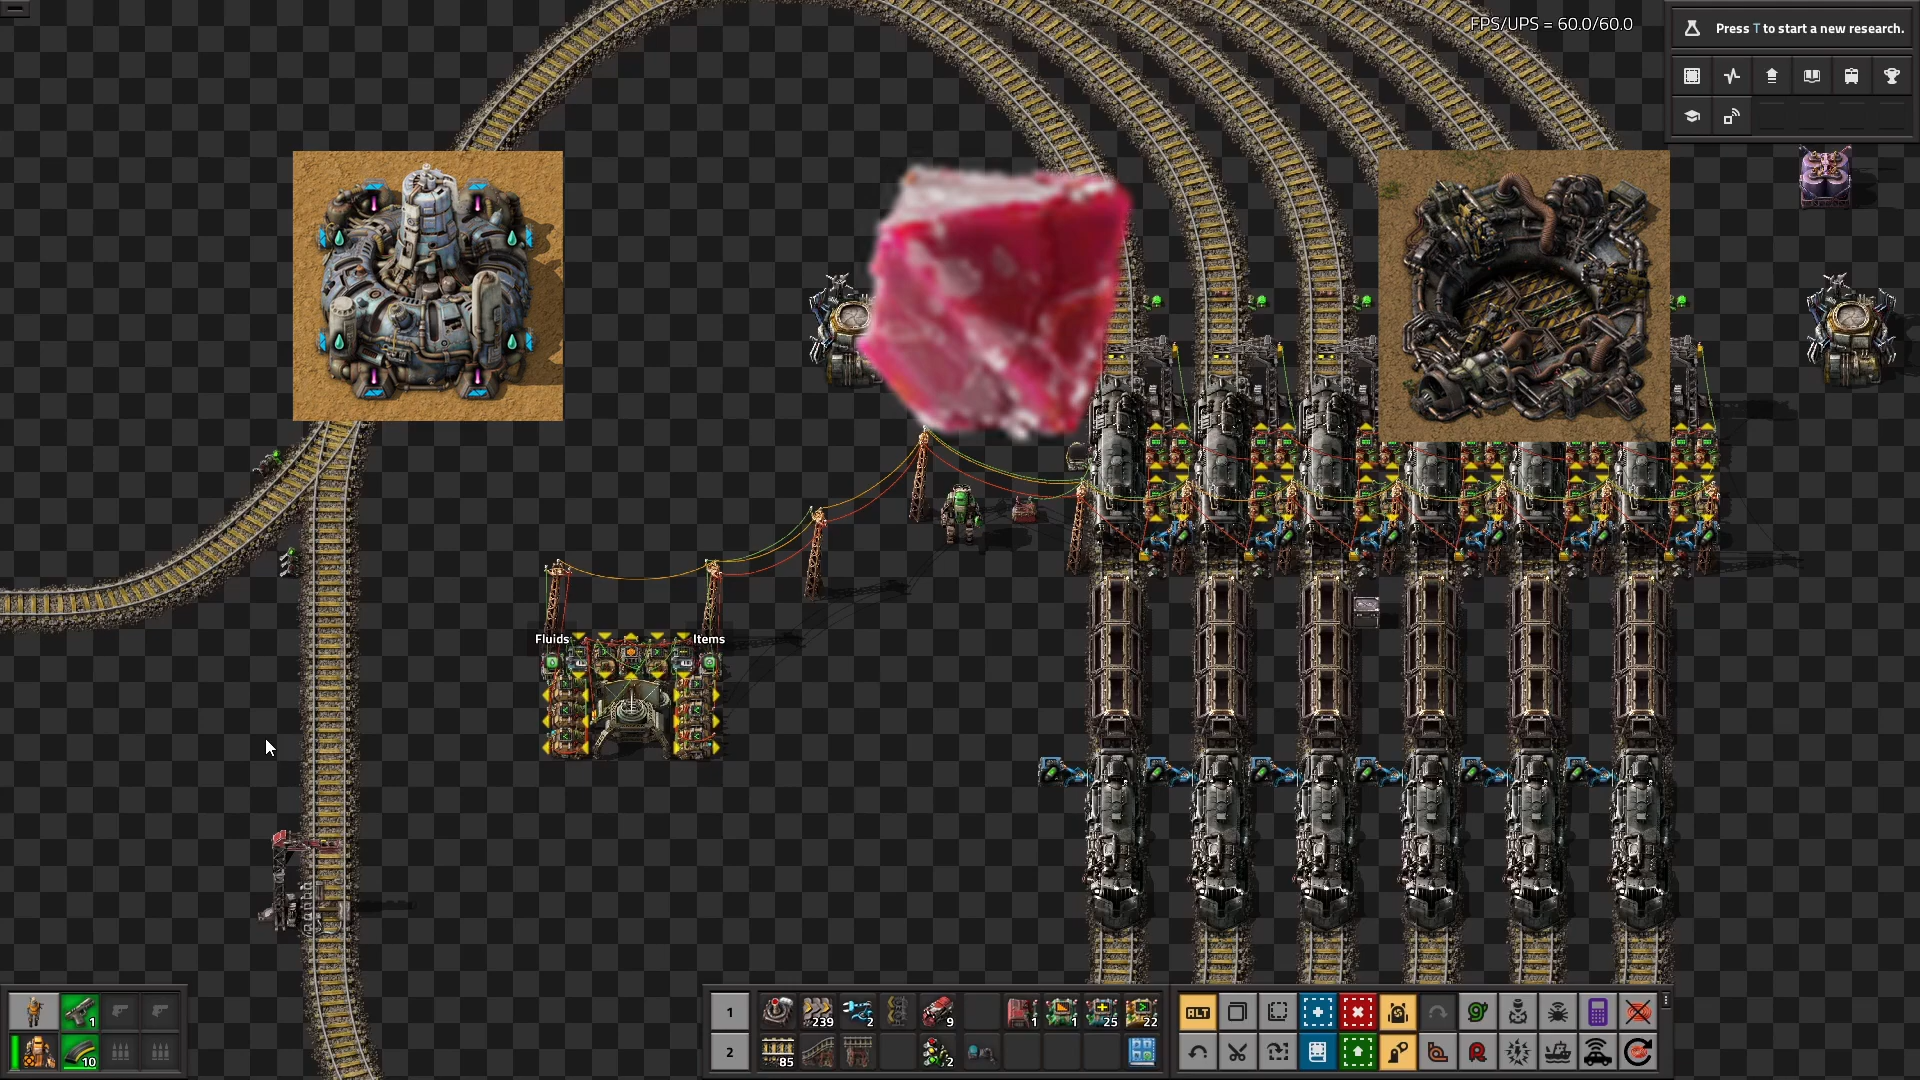 FPS/UPS = 60.0/60.0
Press T to start a new research.
Fluids
Items
1
10
1
239
2
9
1
1
25
22
ALT
2
85
2